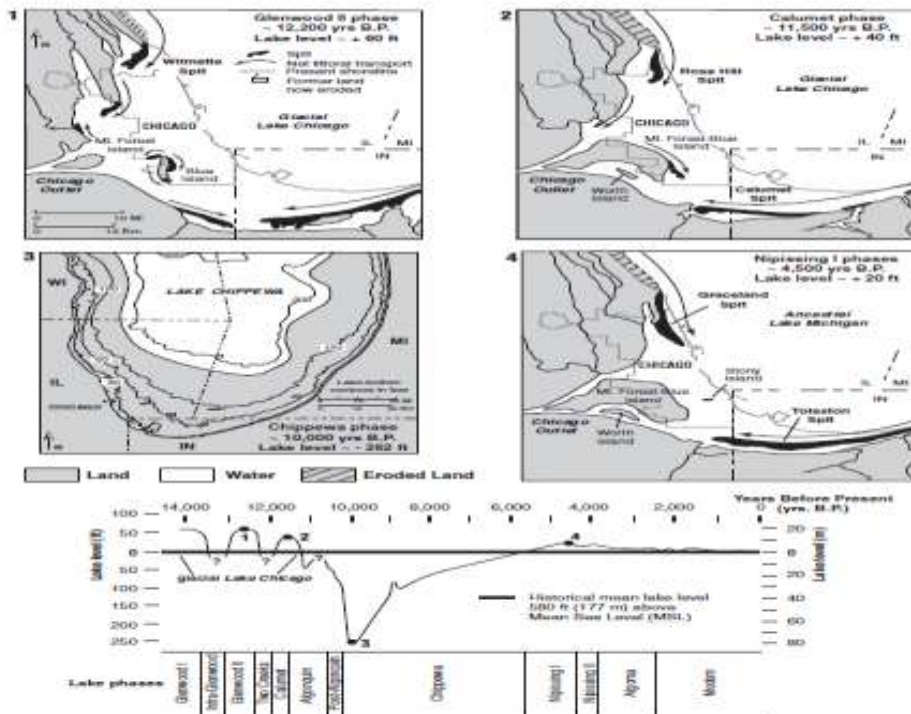 1
Glenwood II phase
~ 12,200 yrs B.P.
Lake level ~ + 60 ft
Wilmette
Spit
Spit
Net littoral transport
Present shoreline
Former land
now eroded
CHICAGO
Glacial
Lake Chicago
Mt. Forest
Island
Blue
Island
IL MI
IN
Chicago
Outlet
2
Calumet phase
~ 11,500 yrs B.P.
Lake level ~ + 40 ft
Rose Hill
Spit
Glacial
Lake Chicago
CHICAGO
Mt. Forest-Blue
Island
IL MI
IN
Chicago
Outlet
Worth
Island
Calumet
Spit
3
WI
LAKE CHIPPEWA
MI
IL
IN
Chippewa phase
~ 10,000 yrs B.P.
4
Nipissing I phases
~ 4,500 yrs B.P.
Lake level ~ + 20 ft
Graceland
Spit
Ancestral
Lake Michigan
CHICAGO
Stony
Island
IL MI
IN
Mt. Forest-Blue
Island
Chicago
Outlet
Worth
Island
Toleston
Spit
Land
Water
Eroded Land
14,000 12,000 10,000 8,000 6,000 4,000 2,000 0
Years Before Present
(yrs. B.P.)
Lake level (ft)
100
50
0
50
100
150
200
250
1
2
3
4
glacial Lake Chicago
Historical mean lake level
580 ft (177 m) above
Mean Sea Level (MSL)
20
0
20
40
60
80
Lake level (m)
Lake phases
Glenwood I
Intra-Glenwood
Glenwood II
Two Creeks
Calumet
Algonquin
Post-Algonquin
Chippewa
Nipissing I
Nipissing II
Algoma
Modern